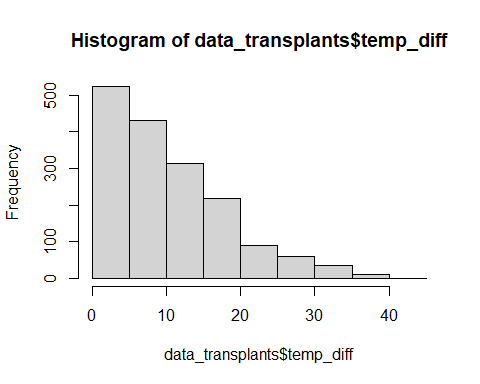 Histogram of data_transplants$temp_diff
Frequency
500
300
100
0
0 10 20 30 40
data_transplants$temp_diff